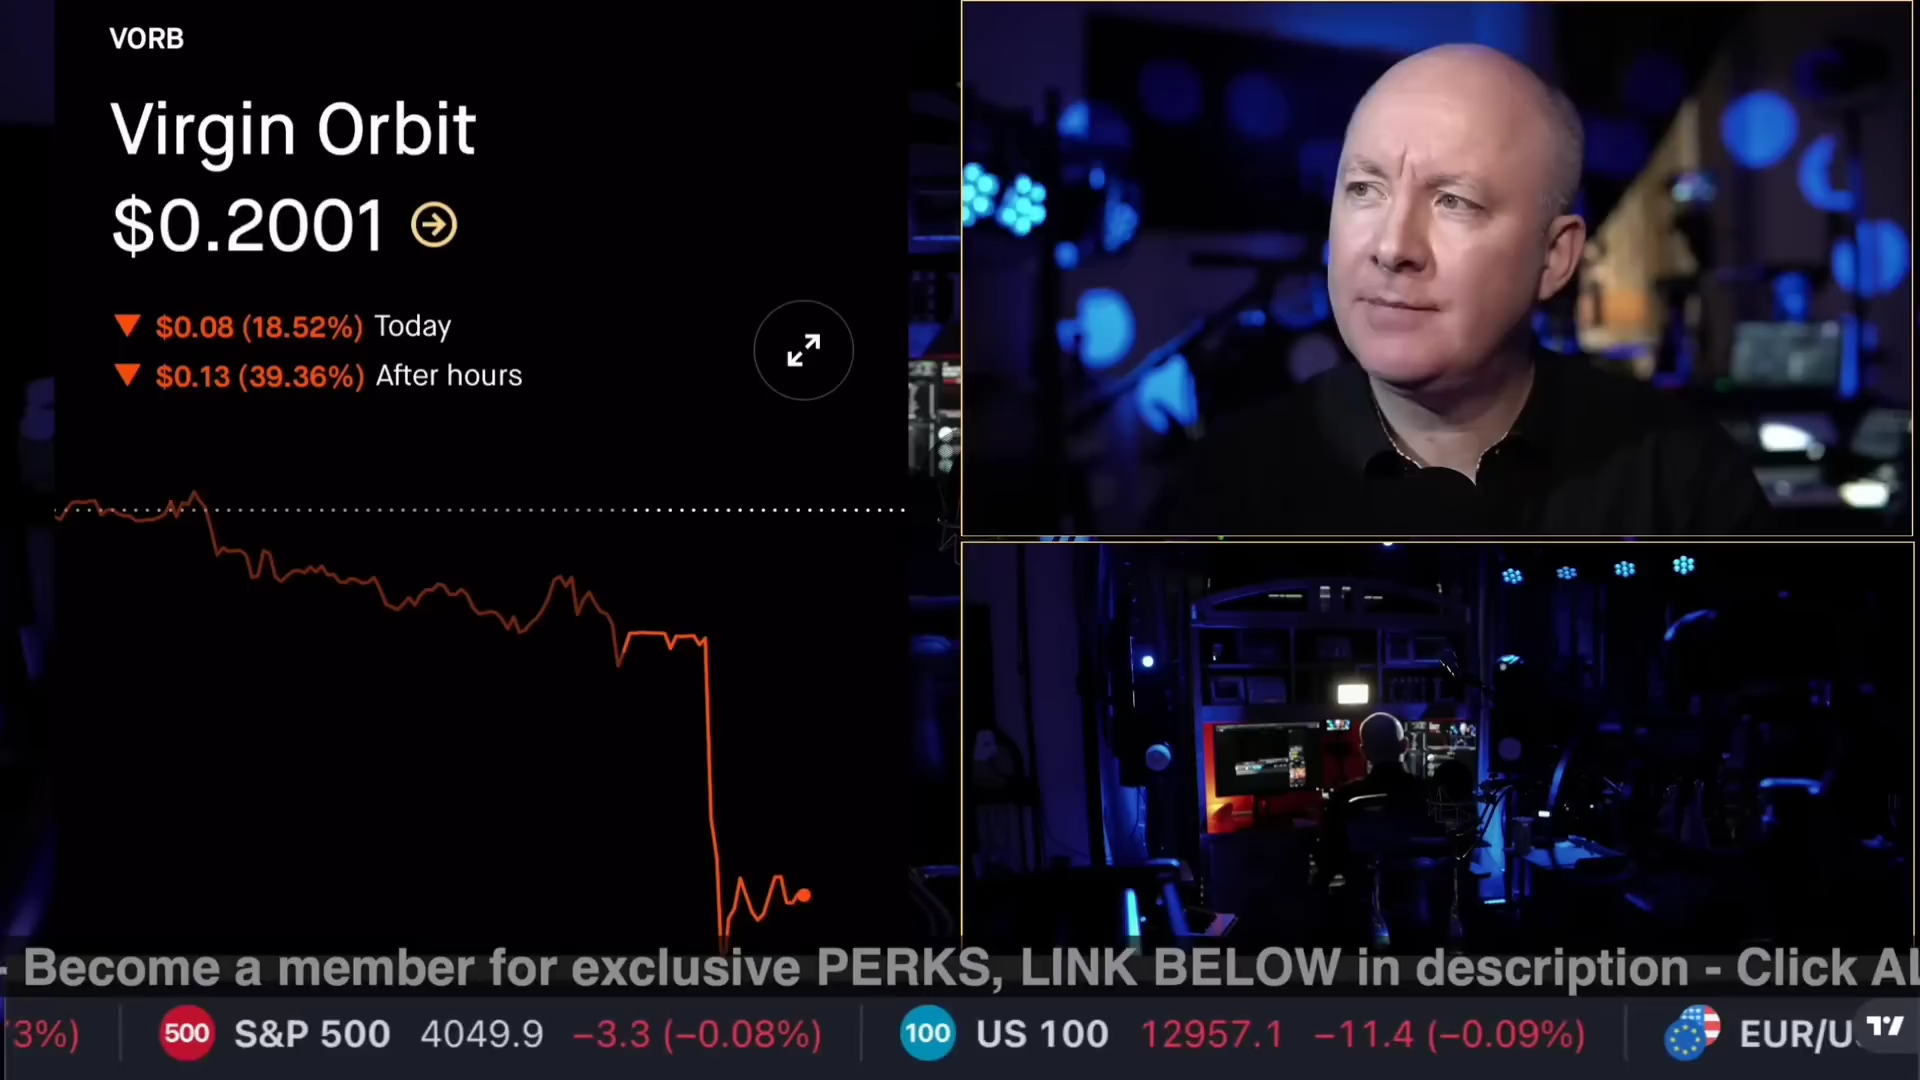 VORB
Virgin Orbit
$0.2001
$0.08 (18.52%) Today
$0.13 (39.36%) After hours
- Become a member for exclusive PERKS, LINK BELOW in description - Click
3%) 500 S&P 500 4049.9 −3.3 (−0.08%) 100 US 100 12957.1 −11.4 (−0.09%) EUR/U